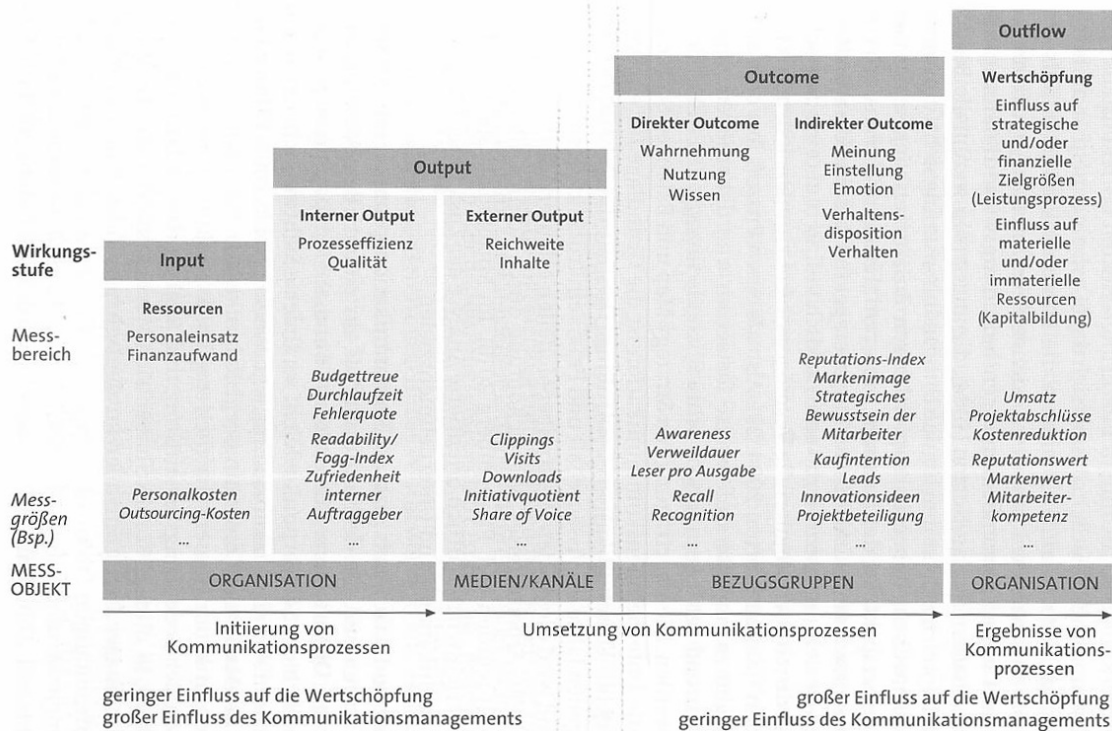 Outflow
Wertschöpfung
Einfluss auf
strategische
und/oder
finanzielle
Zielgrößen
(Leistungsprozess)
Einfluss auf
materielle
und/oder
immaterielle
Ressourcen
(Kapitalbildung)
Umsatz
Projektabschlüsse
Kostenreduktion
Reputationswert
Markenwert
Mitarbeiter-
kompetenz
...
Outcome
Direkter Outcome
Wahrnehmung
Nutzung
Wissen
Awareness
Verweildauer
Leser pro Ausgabe
Recall
Recognition
...
Indirekter Outcome
Meinung
Einstellung
Emotion
Verhaltens-
disposition
Verhalten
Reputations-Index
Markenimage
Strategisches
Bewusstsein der
Mitarbeiter
Kaufintention
Leads
Innovationsideen
Projektbeteiligung
...
Output
Interner Output
Prozesseffizienz
Qualität
Budgettreue
Durchlaufzeit
Fehlerquote
Readability/
Fogg-Index
Zufriedenheit
interner
Auftraggeber
...
Externer Output
Reichweite
Inhalte
Clippings
Visits
Downloads
Initiativquotient
Share of Voice
...
Wirkungs-
stufe
Input
Ressourcen
Mess-
bereich
Personaleinsatz
Finanzaufwand
Mess-
größen
(Bsp.)
Personalkosten
Outsourcing-Kosten
...
MESS-
OBJEKT
ORGANISATION
MEDIEN/KANÄLE
BEZUGSGRUPPEN
ORGANISATION
Initiierung von
Kommunikationsprozessen
Umsetzung von Kommunikationsprozessen
Ergebnisse von
Kommunikations-
prozessen
geringer Einfluss auf die Wertschöpfung
großer Einfluss des Kommunikationsmanagements
großer Einfluss auf die Wertschöpfung
geringer Einfluss des Kommunikationsmanagements